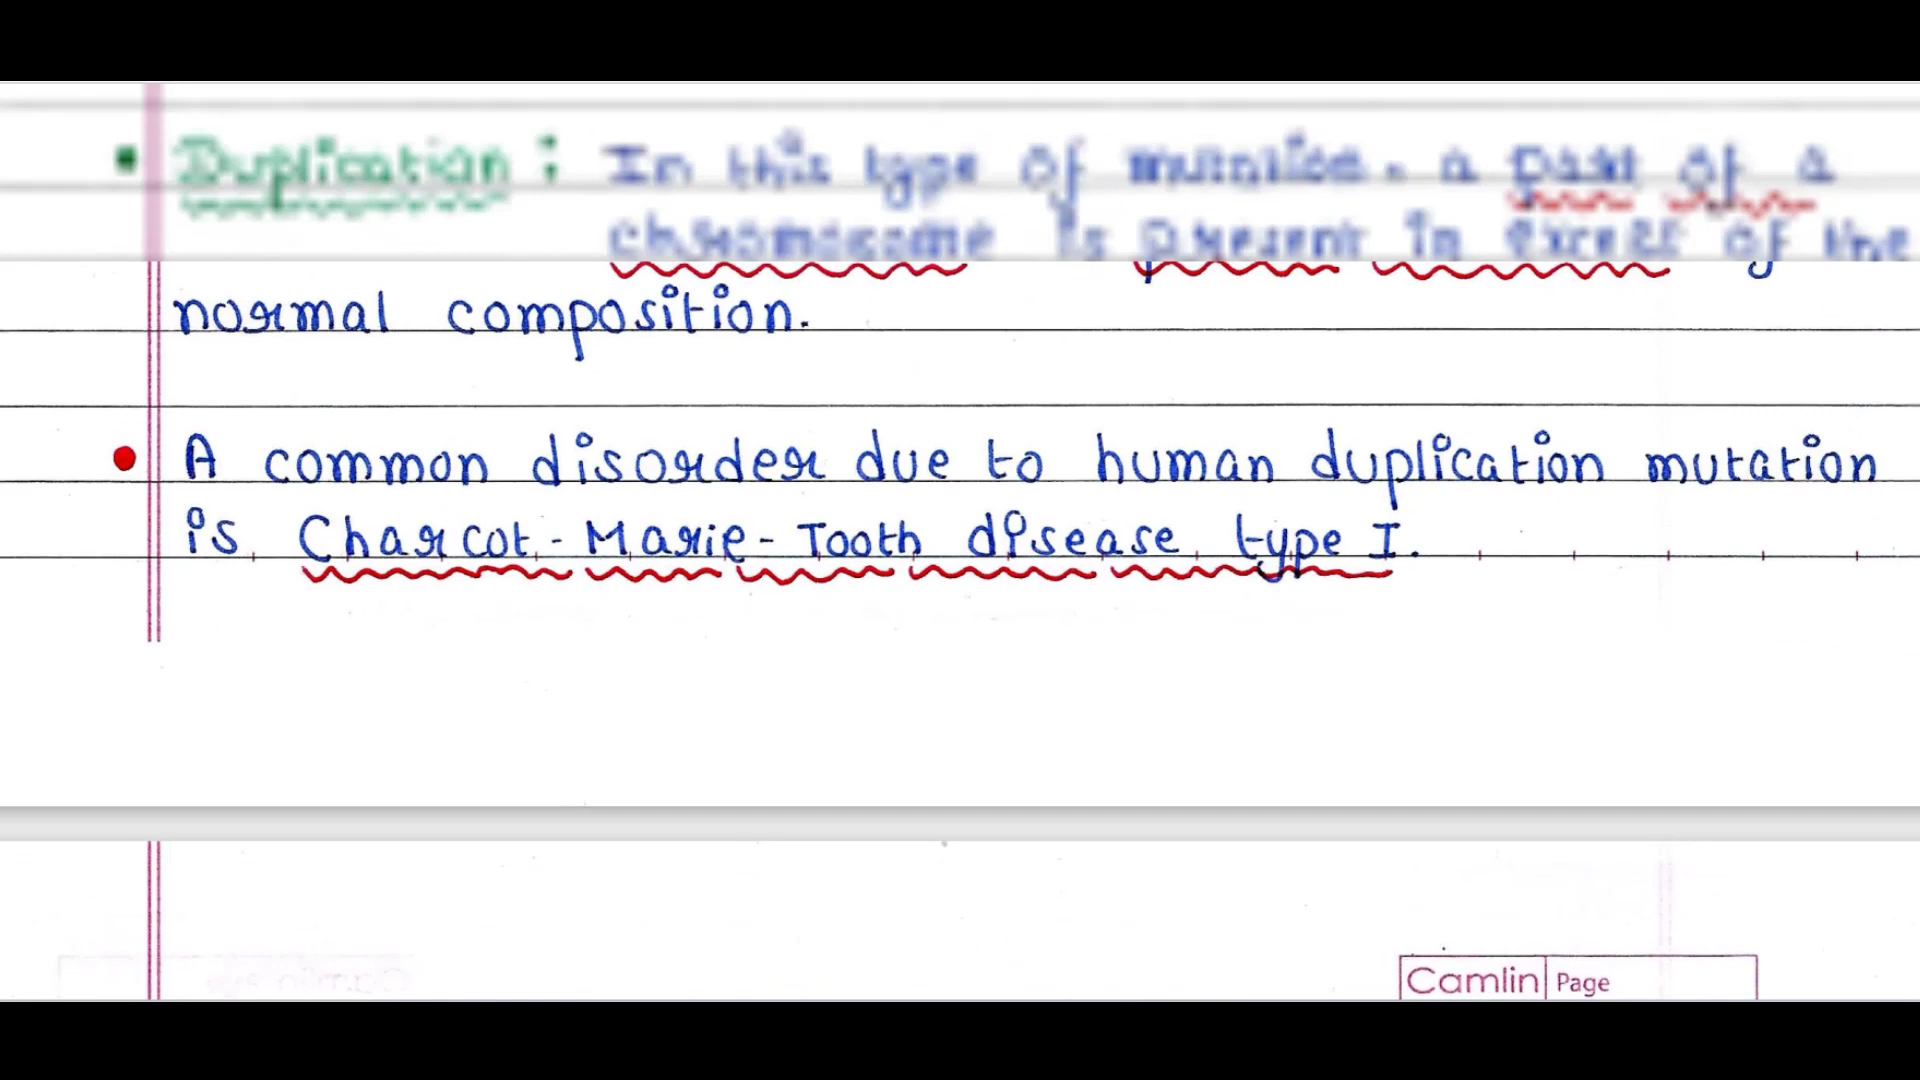 Duplication : In this type of mutation, a part of a
chromosome is present in excess of the
normal composition.
A common disorder due to human duplication mutation
is Charcot-Marie-Tooth disease type I.
Camlin Page